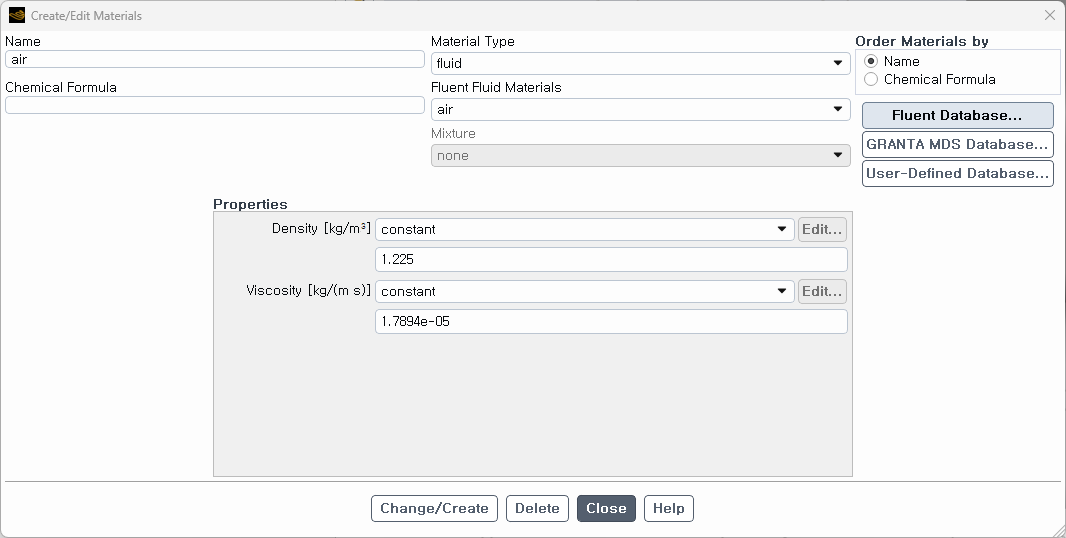 Create/Edit Materials
Name
air
Chemical Formula
Material Type
fluid
Fluent Fluid Materials
air
Mixture
none
Order Materials by
Name
Chemical Formula
Fluent Database...
GRANTA MDS Database...
User-Defined Database...
Properties
Density [kg/m³] constant Edit...
1.225
Viscosity [kg/(m s)] constant Edit...
1.7894e-05
Change/Create Delete Close Help